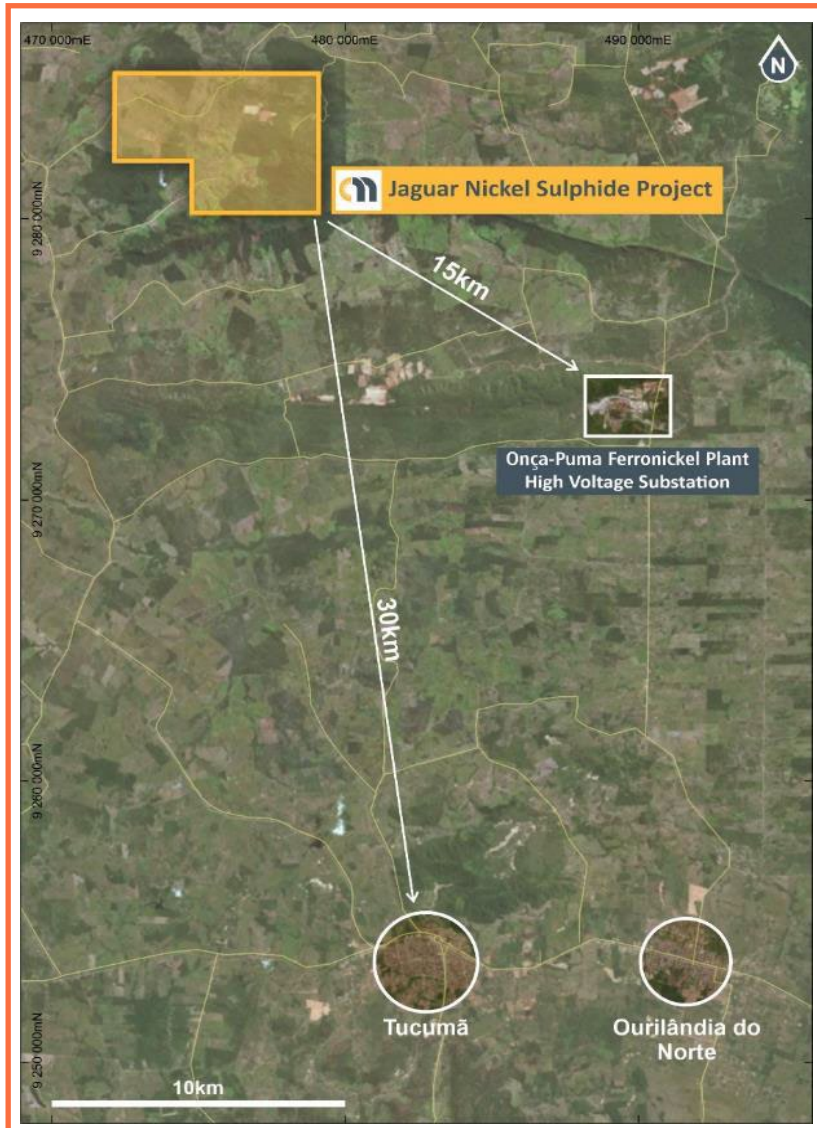 470 000mE
480 000mE
490 000mE
N
Jaguar Nickel Sulphide Project
9 280 000mN
15km
Onça-Puma Ferronickel Plant
High Voltage Substation
9 270 000mN
30km
9 260 000mN
Tucumã
Ourilândia do
Norte
9 250 000mN
10km